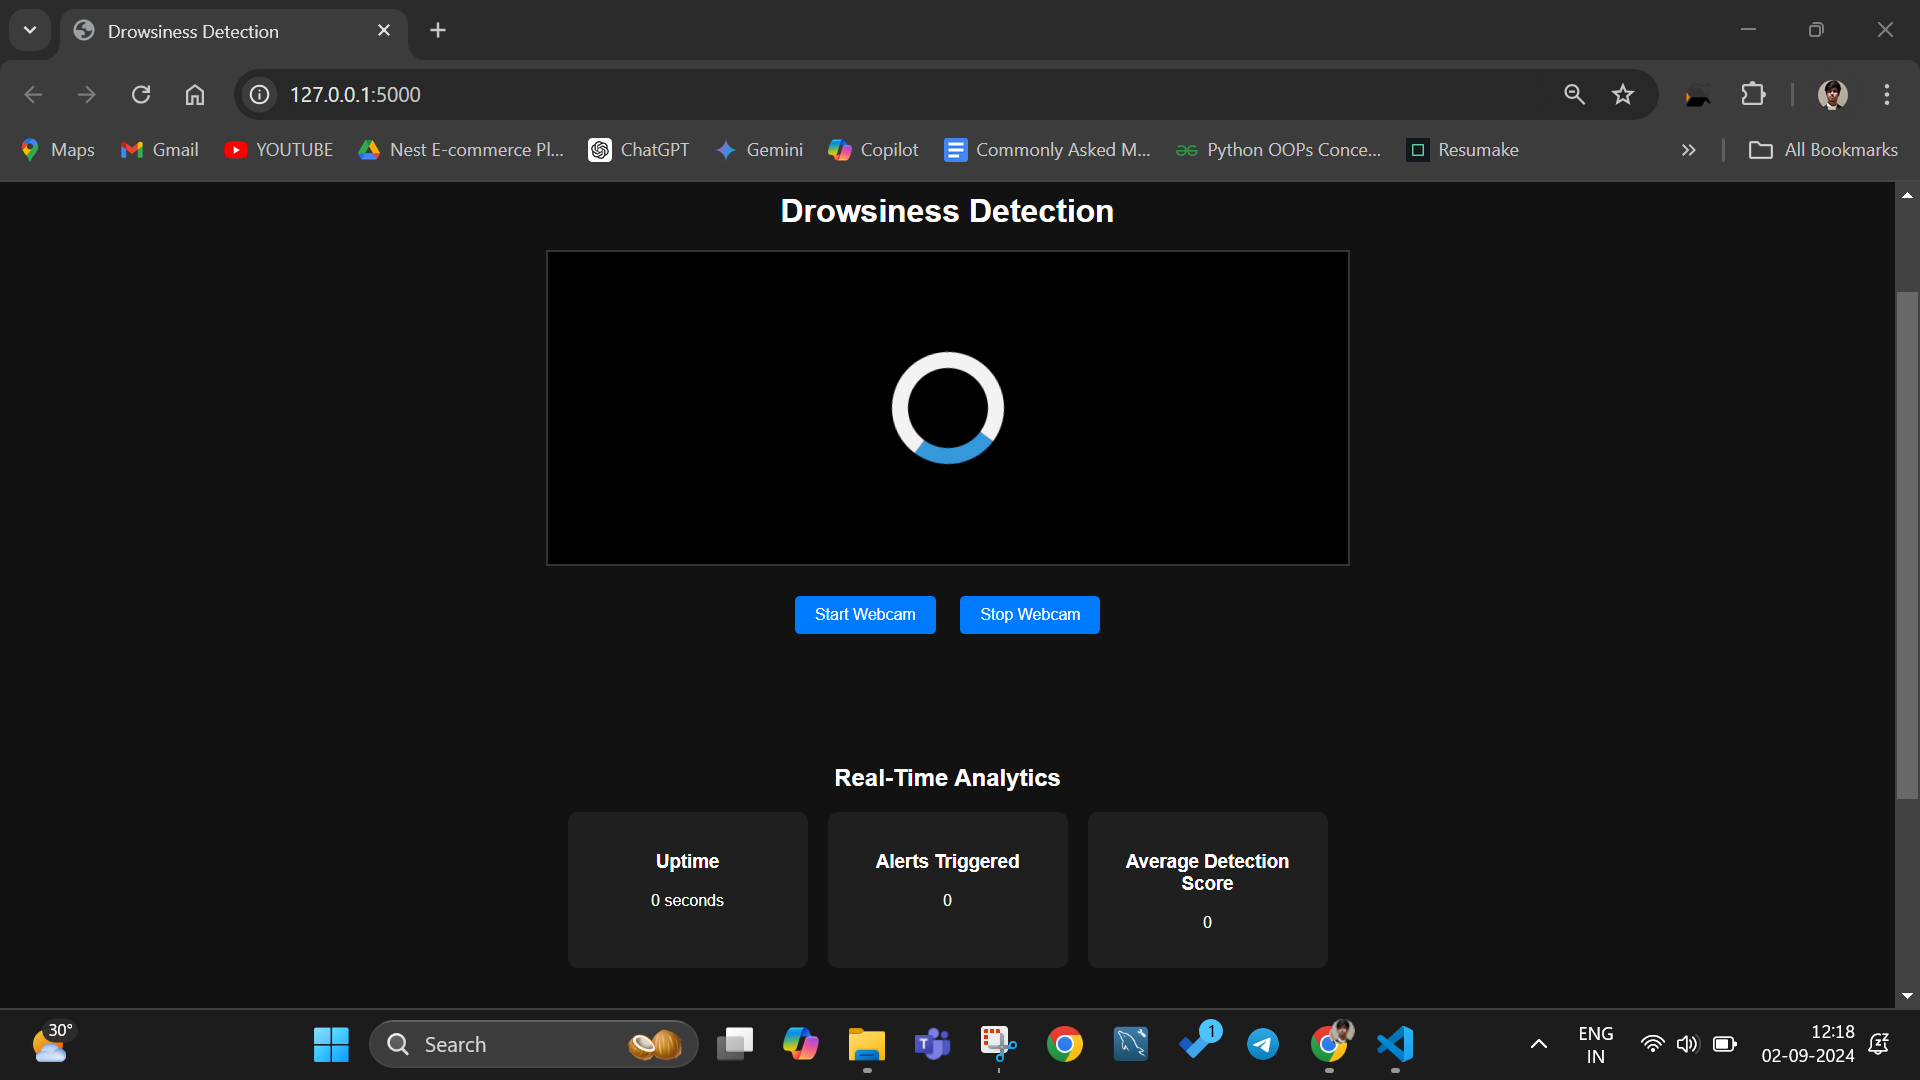 Drowsiness Detection
127.0.0.1:5000
Maps Gmail YOUTUBE Nest E-commerce Pl... ChatGPT Gemini Copilot Commonly Asked M... Python OOPs Conce... Resumake » All Bookmarks
Drowsiness Detection
Start Webcam Stop Webcam
Real-Time Analytics
Uptime
0 seconds
Alerts Triggered
0
Average Detection
Score
0
30°
Search
1
ENG
IN
12:18
02-09-2024